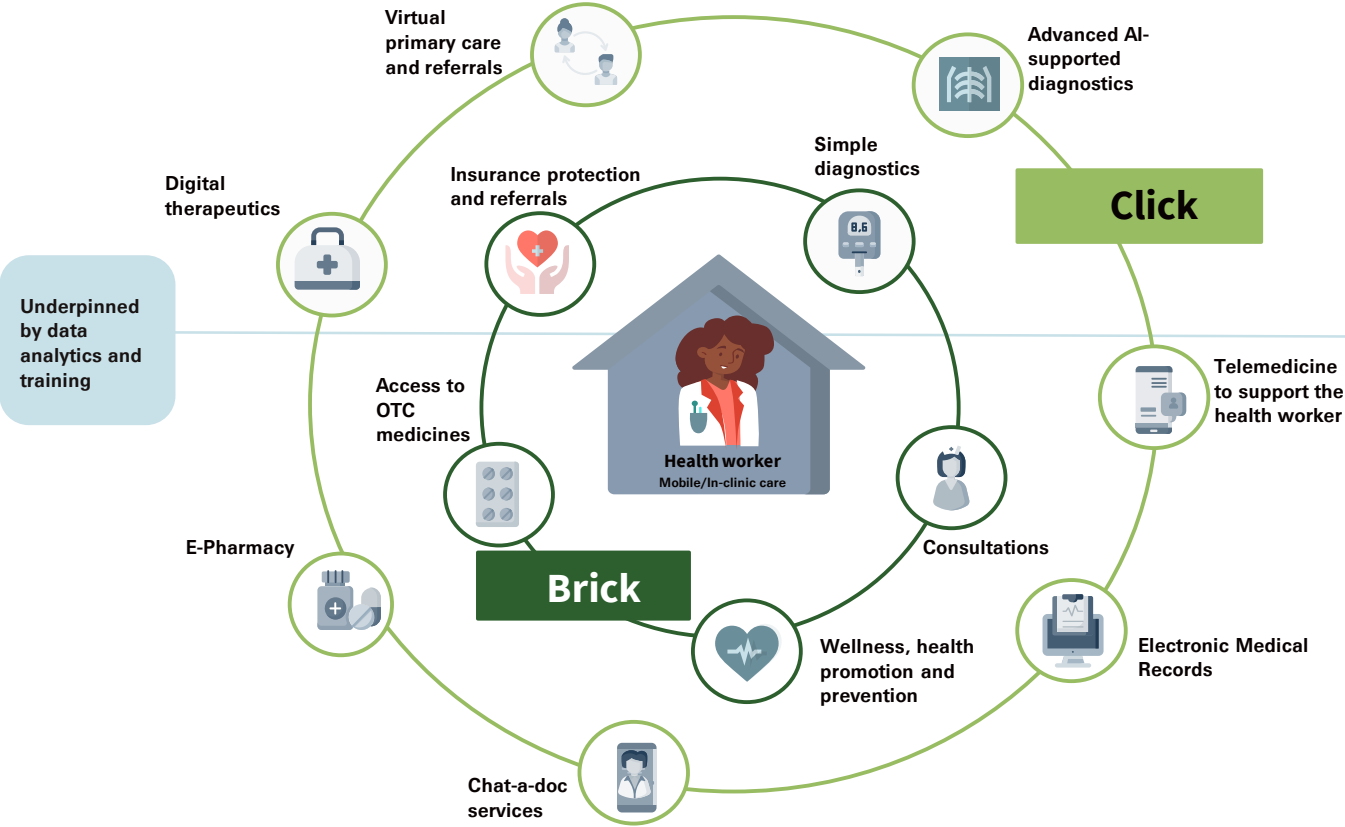 Virtual
primary care
and referrals
Advanced AI-
supported
diagnostics
Simple
diagnostics
Insurance protection
and referrals
Digital
therapeutics
Click
8.6
Underpinned
by data
analytics and
training
Telemedicine
to support the
health worker
Access to
OTC
medicines
Health worker
Mobile/In-clinic care
E-Pharmacy
Consultations
Brick
Wellness, health
promotion and
prevention
Electronic Medical
Records
Chat-a-doc
services